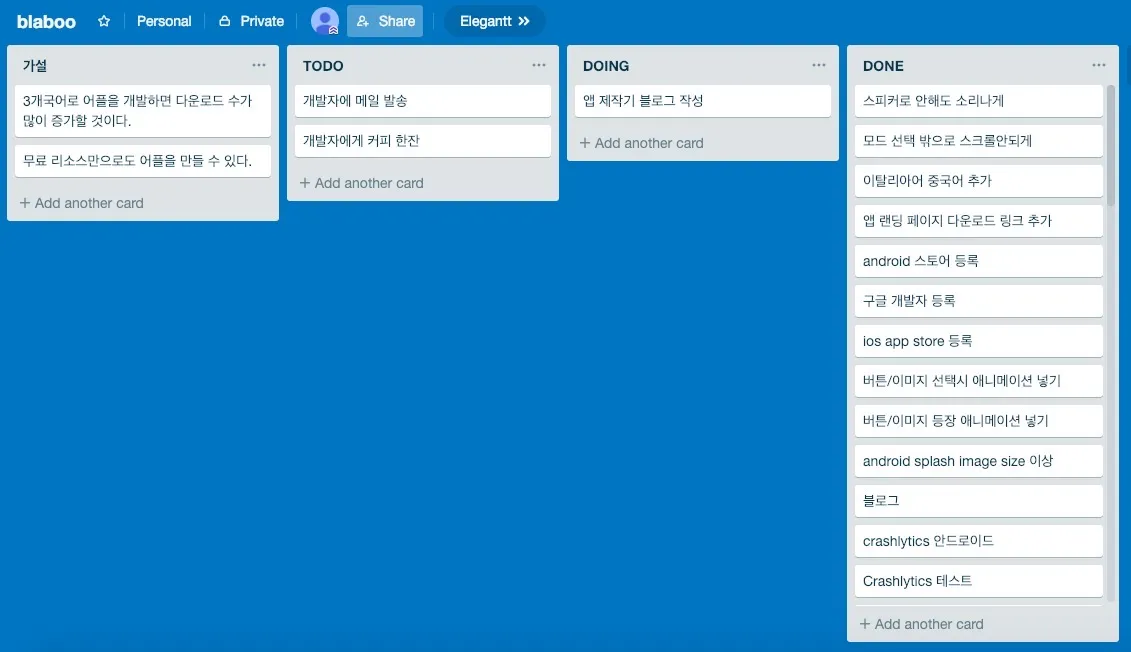 blaboo
Personal
Private
Share
Elegantt
가설
3개국어로 어플을 개발하면 다운로드 수가
많이 증가할 것이다.
무료 리소스만으로도 어플을 만들 수 있다.
+ Add another card
TODO
개발자에 메일 발송
개발자에게 커피 한잔
+ Add another card
DOING
앱 제작기 블로그 작성
+ Add another card
DONE
스피커로 안해도 소리나게
모드 선택 밖으로 스크롤안되게
이탈리아어 중국어 추가
앱 랜딩 페이지 다운로드 링크 추가
android 스토어 등록
구글 개발자 등록
ios app store 등록
버튼/이미지 선택시 애니메이션 넣기
버튼/이미지 등장 애니메이션 넣기
android splash image size 이상
블로그
crashlytics 안드로이드
Crashlytics 테스트
+ Add another card